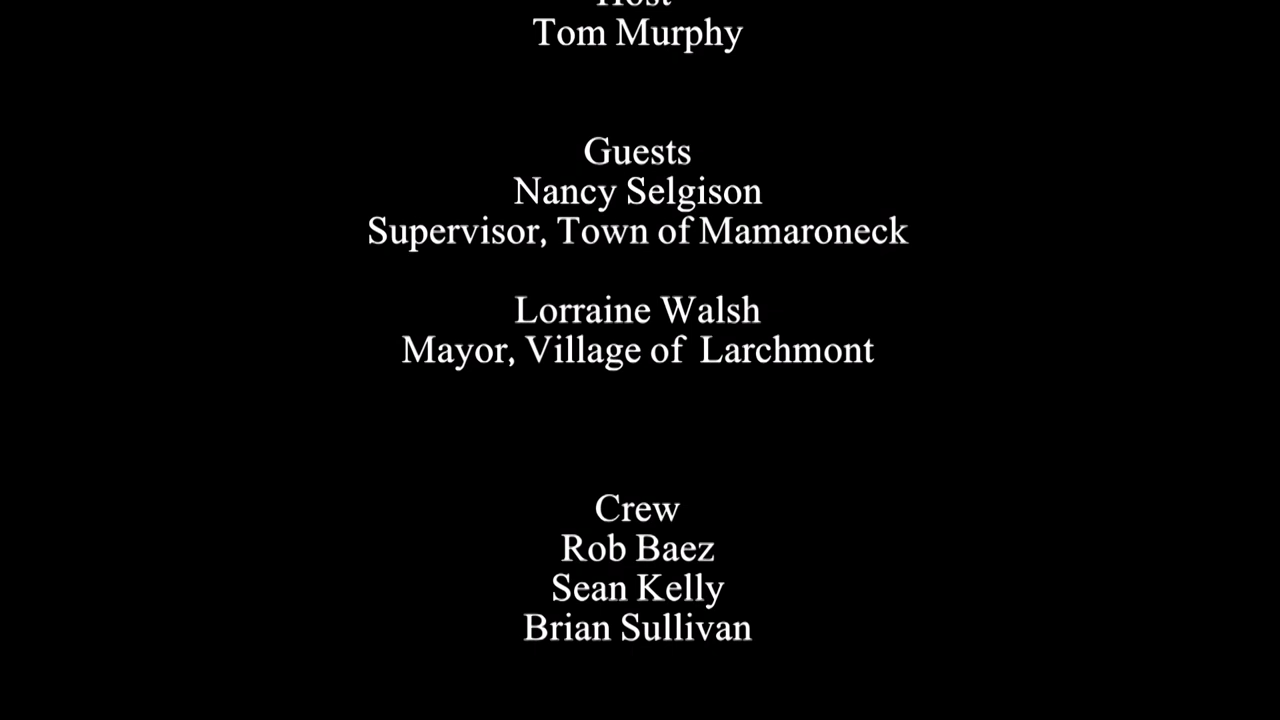 Host
Tom Murphy
Guests
Nancy Selgison
Supervisor, Town of Mamaroneck
Lorraine Walsh
Mayor, Village of Larchmont
Crew
Rob Baez
Sean Kelly
Brian Sullivan